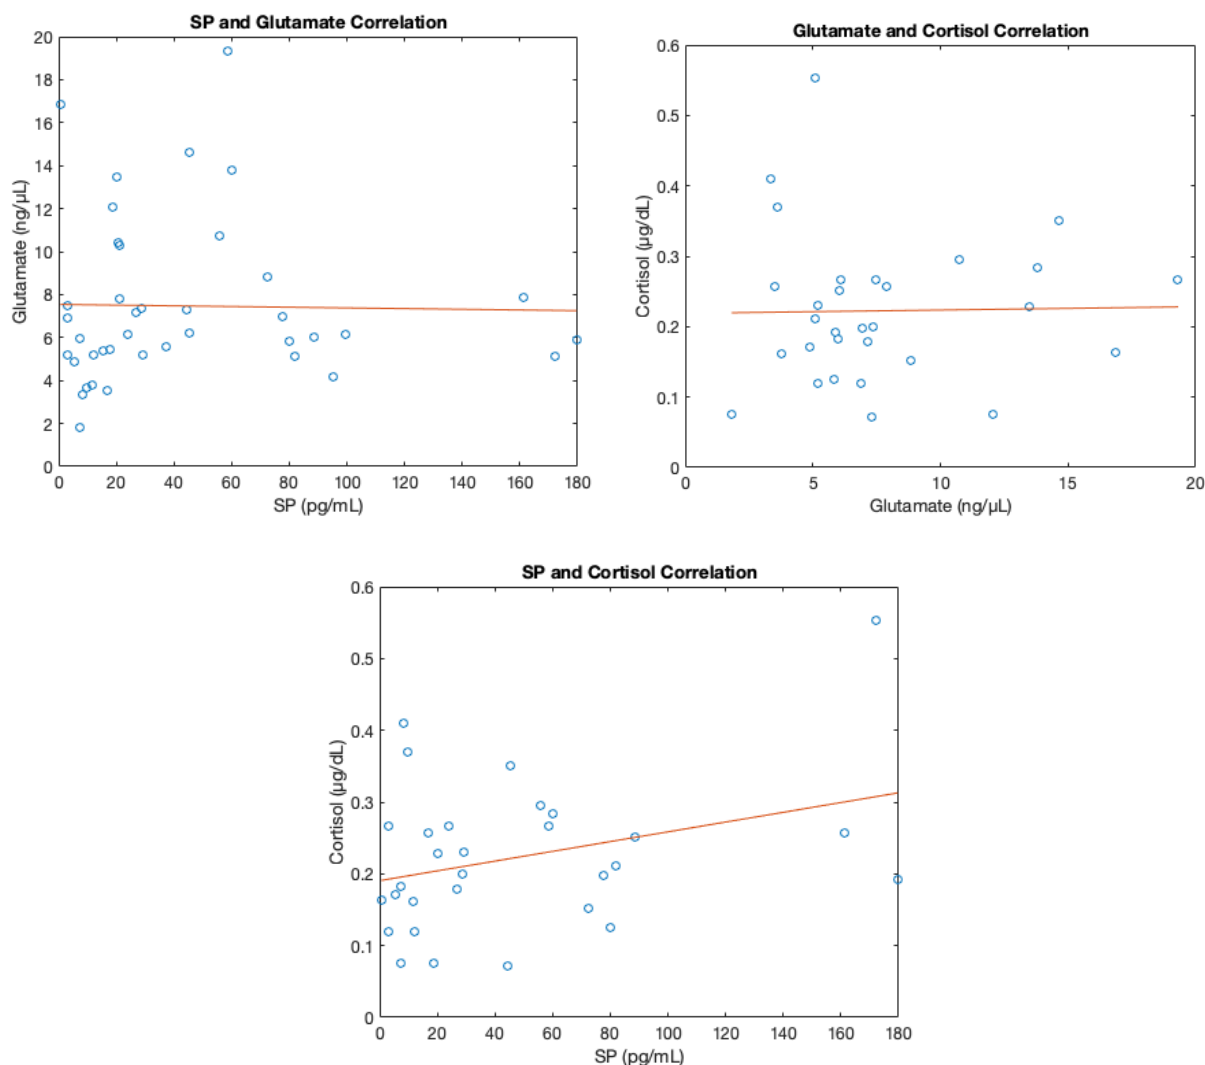 SP and Glutamate Correlation
20
18
16
14
12
10
8
6
4
2
0
Glutamate (ng/µL)
0 20 40 60 80 100 120 140 160 180
SP (pg/mL)
Glutamate and Cortisol Correlation
0.6
0.5
0.4
0.3
0.2
0.1
0
Cortisol (µg/dL)
0 5 10 15 20
Glutamate (ng/µL)
SP and Cortisol Correlation
0.6
0.5
0.4
0.3
0.2
0.1
0
Cortisol (µg/dL)
0 20 40 60 80 100 120 140 160 180
SP (pg/mL)